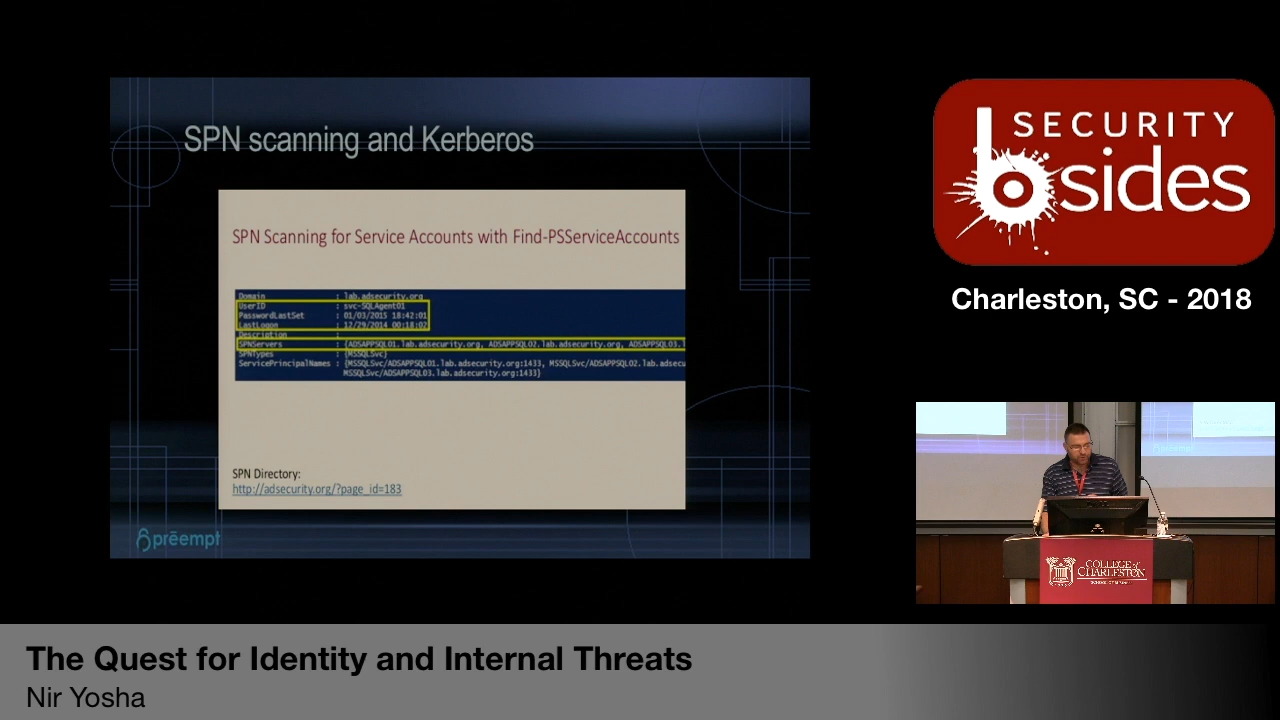 SPN scanning and Kerberos
SPN Scanning for Service Accounts with Find-PSServiceAccounts
Domain : lab.adsecurity.org
UserID : svc-SQLAgent01
PasswordLastSet : 01/03/2015 18:42:01
LastLogon : 12/29/2014 00:18:02
Description :
SPNServers : {ADSAPPSQL01.lab.adsecurity.org, ADSAPPSQL02.lab.adsecurity.org, ADSAPPSQL03.l
SPNTypes : {MSSQLSvc}
ServicePrincipalNames : {MSSQLSvc/ADSAPPSQL01.lab.adsecurity.org:1433, MSSQLSvc/ADSAPPSQL02.lab.adsecu
MSSQLSvc/ADSAPPSQL03.lab.adsecurity.org:1433}
SPN Directory:
http://adsecurity.org/?page_id=183
prēempt
SECURITY
bsides
Charleston, SC - 2018
COLLEGE of
CHARLESTON
The Quest for Identity and Internal Threats
Nir Yosha